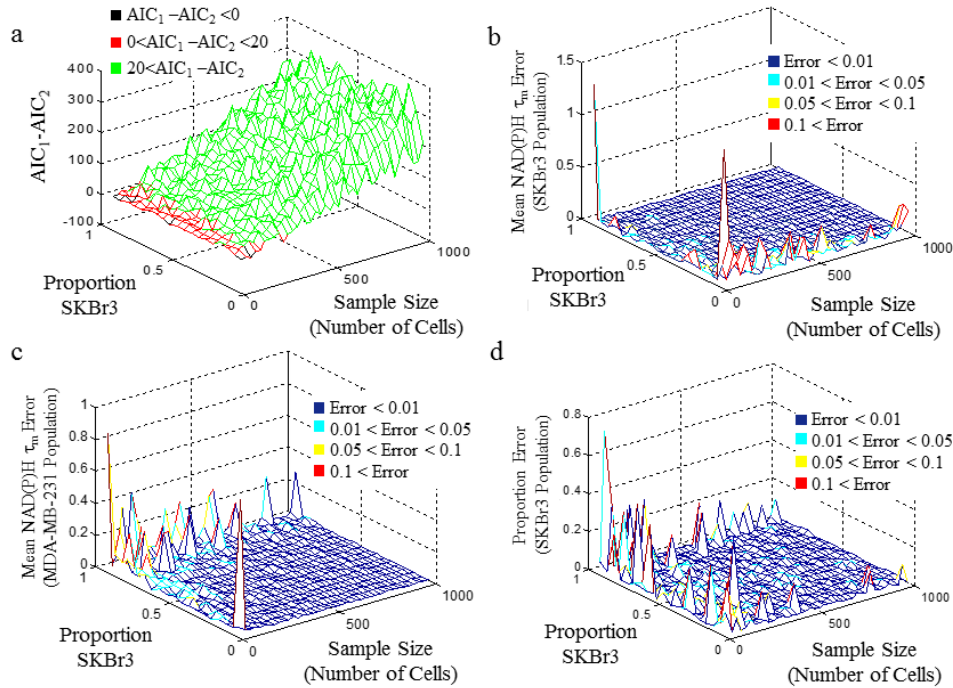 a
AIC₁ –AIC₂ <0
0<AIC₁ –AIC₂ <20
20<AIC₁ –AIC₂
AIC₁-AIC₂
400
300
200
100
0
-100
1
0.5
0
0
500
1000
Proportion
SKBr3
Sample Size
(Number of Cells)
b
Error < 0.01
0.01 < Error < 0.05
0.05 < Error < 0.1
0.1 < Error
Mean NAD(P)H τm Error
(SKBr3 Population)
1.5
1
0.5
0
1
0.5
0
0
500
1000
Proportion
SKBr3
Sample Size
(Number of Cells)
c
Error < 0.01
0.01 < Error < 0.05
0.05 < Error < 0.1
0.1 < Error
Mean NAD(P)H τm Error
(MDA-MB-231 Population)
1
0.8
0.6
0.4
0.2
0
1
0.5
0
0
500
1000
Proportion
SKBr3
Sample Size
(Number of Cells)
d
Error < 0.01
0.01 < Error < 0.05
0.05 < Error < 0.1
0.1 < Error
Proportion Error
(SKBr3 Population)
0.8
0.6
0.4
0.2
0
1
0.5
0
0
500
1000
Proportion
SKBr3
Sample Size
(Number of Cells)